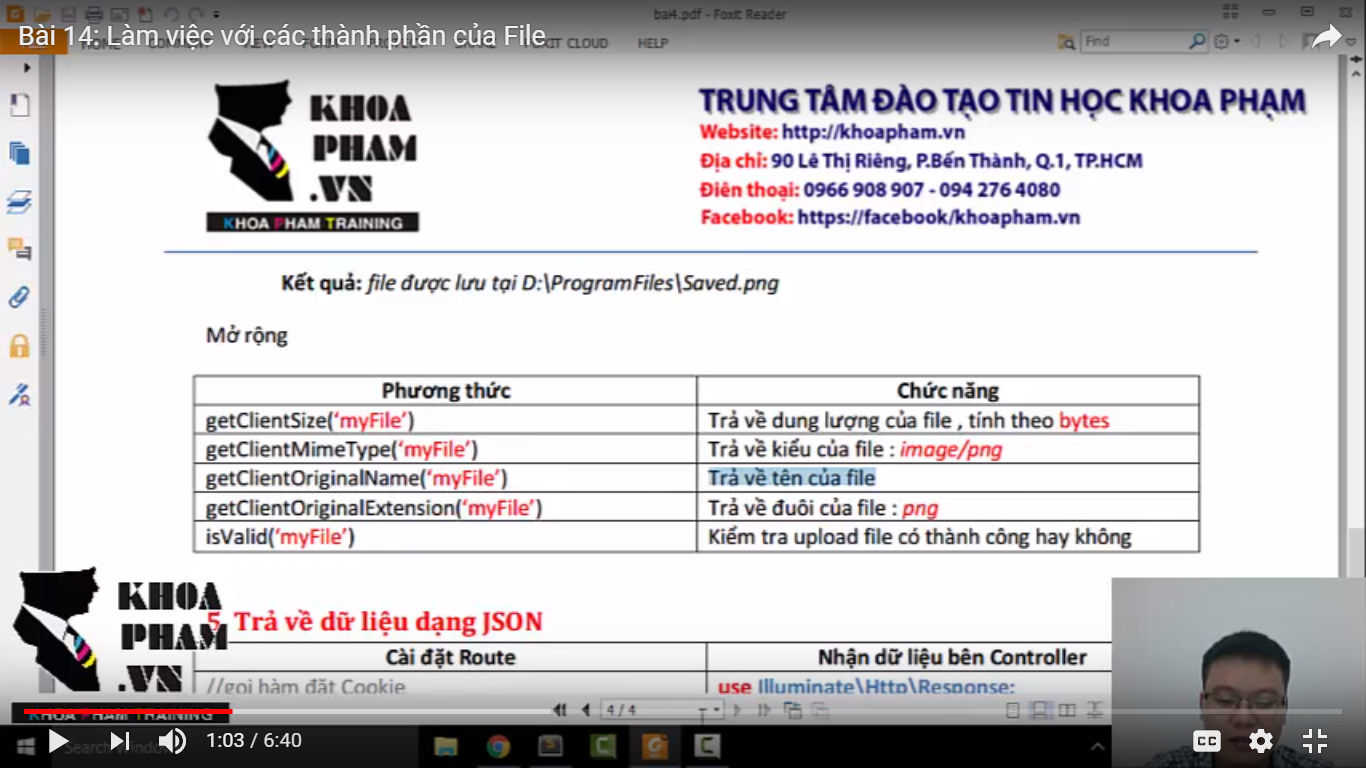 bai4.pdf - Foxit Reader
Bài 14: Làm việc với các thành phần của File
HOME
CLOUD
HELP
Find
KHOA
PHAM
.VN
KHOA PHAM TRAINING
TRUNG TÂM ĐÀO TẠO TIN HỌC KHOA PHẠM
Website: http://khoapham.vn
Địa chỉ: 90 Lê Thị Riêng, P.Bến Thành, Q.1, TP.HCM
Điên thoại: 0966 908 907 - 094 276 4080
Facebook: https://facebook/khoapham.vn
Kết quả: file được lưu tại D:\ProgramFiles\Saved.png
Mở rộng
Phương thức Chức năng
getClientSize('myFile') Trả về dung lượng của file , tính theo bytes
getClientMimeType('myFile') Trả về kiểu của file : image/png
getClientOriginalName('myFile') Trả về tên của file
getClientOriginalExtension('myFile') Trả về đuôi của file : png
isValid('myFile') Kiểm tra upload file có thành công hay không
KHOA
PHAM
.VN
KHOA PHAM TRAINING
5. Trả về dữ liệu dạng JSON
Cài đặt Route Nhận dữ liệu bên Controller
//gọi hàm đặt Cookie use Illuminate\Http\Response;
4 / 4
1:03 / 6:40
Search Windows
CC